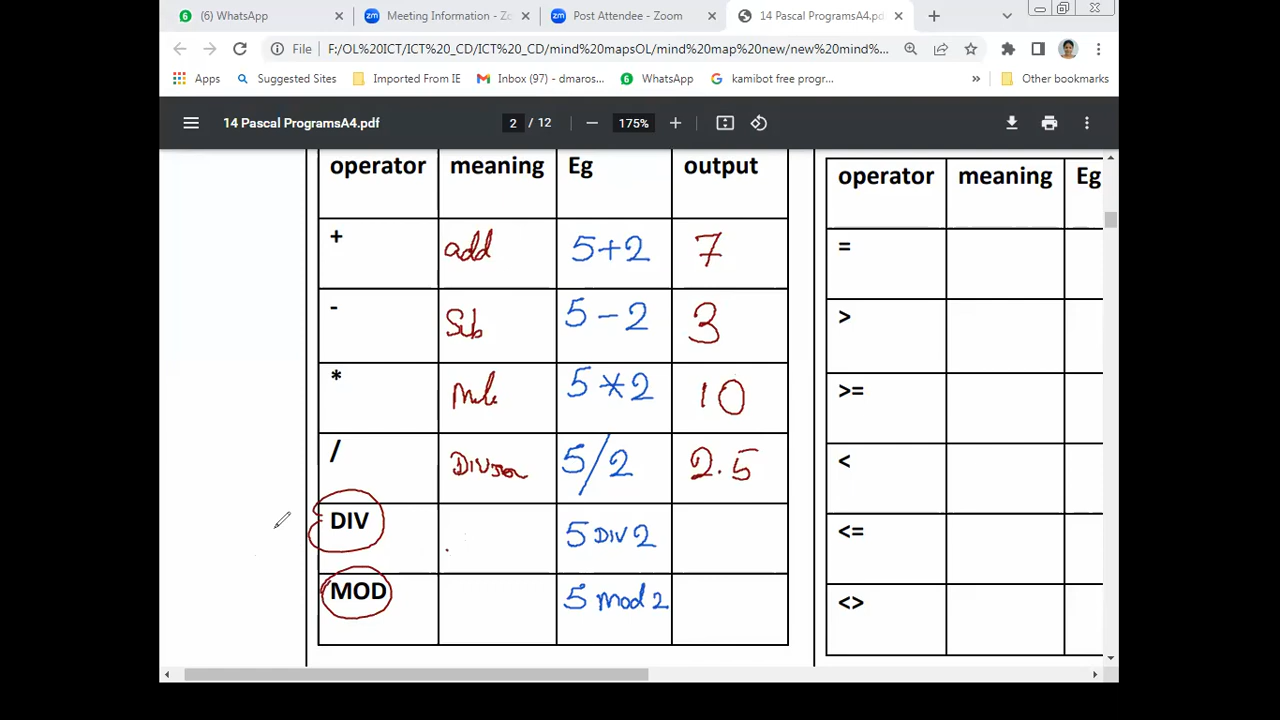 (6) WhatsApp
Meeting Information - Z
Post Attendee - Zoom
14 Pascal ProgramsA4.pd
File
F:/OL%20ICT/ICT%20_CD/ICT%20_CD/mind%20mapsOL/mind%20map%20new/new%20mind%...
Apps
Suggested Sites
Imported From IE
Inbox (97) - dmaros...
WhatsApp
kamibot free progr...
»
Other bookmarks
14 Pascal ProgramsA4.pdf
2 / 12
175%
operator meaning Eg output
+ add 5+2 7
- Sub 5-2 3
* 5*2 10
/ 5/2 2.5
DIV 5 DIV 2
MOD 5 mod 2
operator meaning Eg
=
>
>=
<
<=
<>